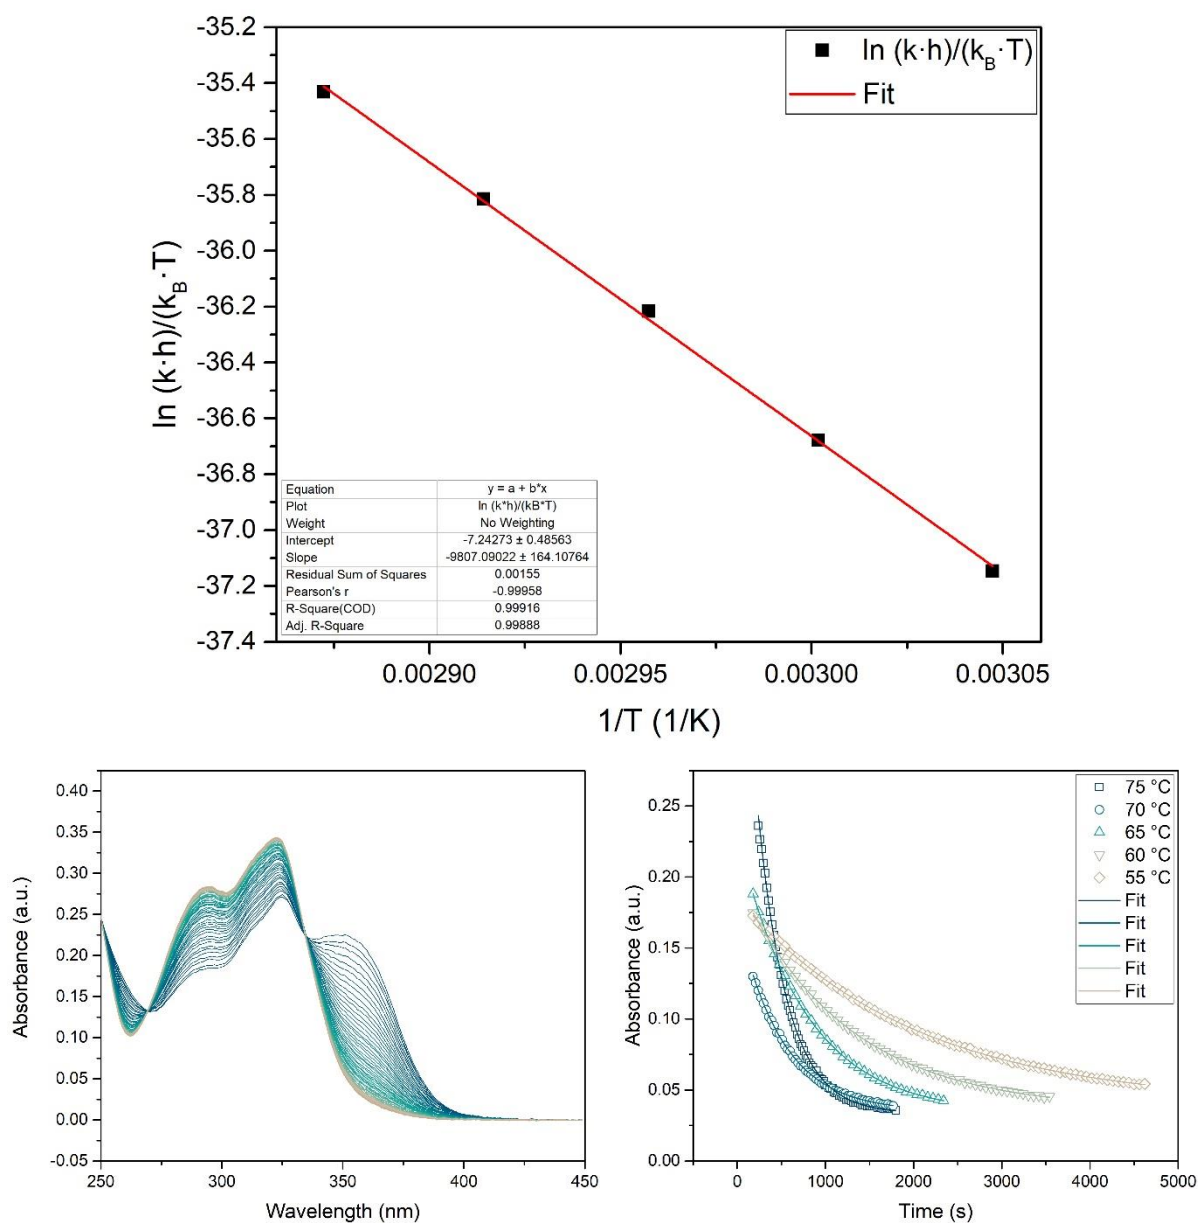 -35.2
-35.4
-35.6
-35.8
-36.0
-36.2
-36.4
-36.6
-36.8
-37.0
-37.2
-37.4
ln (k·h)/(k_B·T)
ln (k·h)/(k_B·T)
Fit
Equation y = a + b*x
Plot ln (k*h)/(kB*T)
Weight No Weighting
Intercept -7.24273 ± 0.48563
Slope -9807.09022 ± 164.10764
Residual Sum of Squares 0.00155
Pearson's r -0.99958
R-Square(COD) 0.99916
Adj. R-Square 0.99888
0.00290 0.00295 0.00300 0.00305
1/T (1/K)
0.40
0.35
0.30
0.25
0.20
0.15
0.10
0.05
0.00
-0.05
Absorbance (a.u.)
250 300 350 400 450
Wavelength (nm)
0.25
0.20
0.15
0.10
0.05
0.00
Absorbance (a.u.)
75 °C
70 °C
65 °C
60 °C
55 °C
Fit
Fit
Fit
Fit
Fit
0 1000 2000 3000 4000 5000
Time (s)